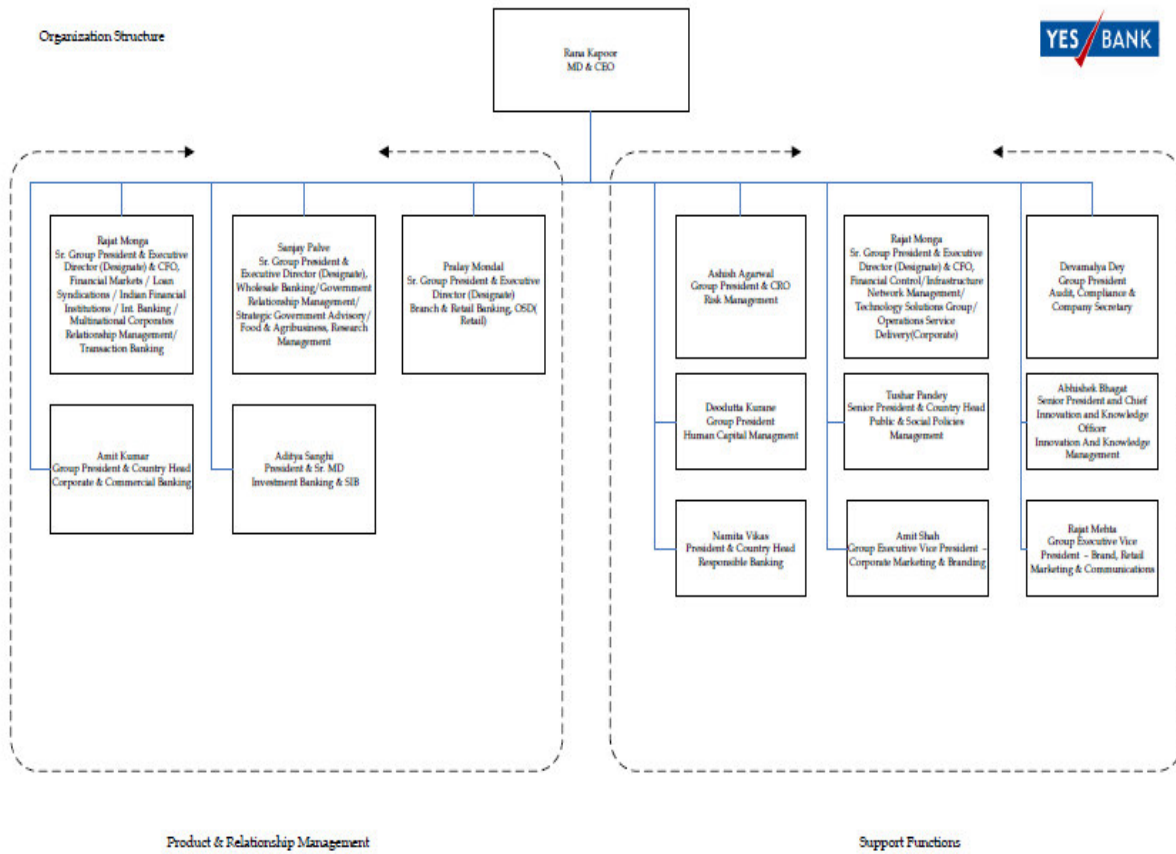 Organization Structure
YES BANK
Rana Kapoor
MD & CEO
Rajat Monga
Sr. Group President & Executive
Director (Designate) & CFO,
Financial Markets / Loan
Syndications / Indian Financial
Institutions / Int. Banking /
Multinational Corporates
Relationship Management/
Transaction Banking
Sanjay Palve
Sr. Group President &
Executive Director (Designate),
Wholesale Banking/Government
Relationship Management/
Strategic Government Advisory/
Food & Agribusiness, Research
Management
Pralay Mondal
Sr. Group President & Executive
Director (Designate)
Branch & Retail Banking, OSD(
Retail)
Amit Kumar
Group President & Country Head
Corporate & Commercial Banking
Aditya Sanghi
President & Sr. MD
Investment Banking & SIB
Ashish Agarwal
Group President & CRO
Risk Management
Rajat Monga
Sr. Group President & Executive
Director (Designate) & CFO,
Financial Control/Infrastructure
Network Management/
Technology Solutions Group/
Operations Service
Delivery(Corporate)
Devamalya Dey
Group President
Audit, Compliance &
Company Secretary
Deodutta Kurane
Group President
Human Capital Managment
Tushar Pandey
Senior President & Country Head
Public & Social Policies
Management
Abhishek Bhagat
Senior President and Chief
Innovation and Knowledge
Officer
Innovation And Knowledge
Management
Namita Vikas
President & Country Head
Responsible Banking
Amit Shah
Group Executive Vice President –
Corporate Marketing & Branding
Rajat Mehta
Group Executive Vice
President – Brand, Retail
Marketing & Communications
Product & Relationship Management
Support Functions